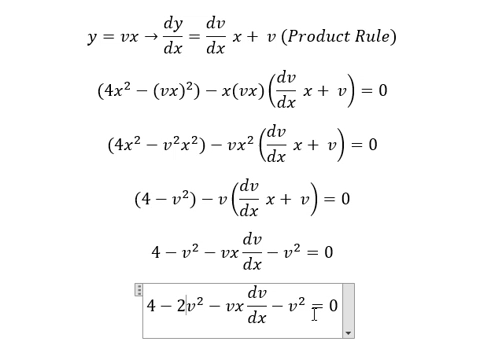 y = vx → dy/dx = dv/dx x + v (Product Rule)
(4x² − (vx)²) − x(vx)(dv/dx x + v) = 0
(4x² − v²x²) − vx²(dv/dx x + v) = 0
(4 − v²) − v(dv/dx x + v) = 0
4 − v² − vx dv/dx − v² = 0
4 − 2v² − vx dv/dx − v² = 0